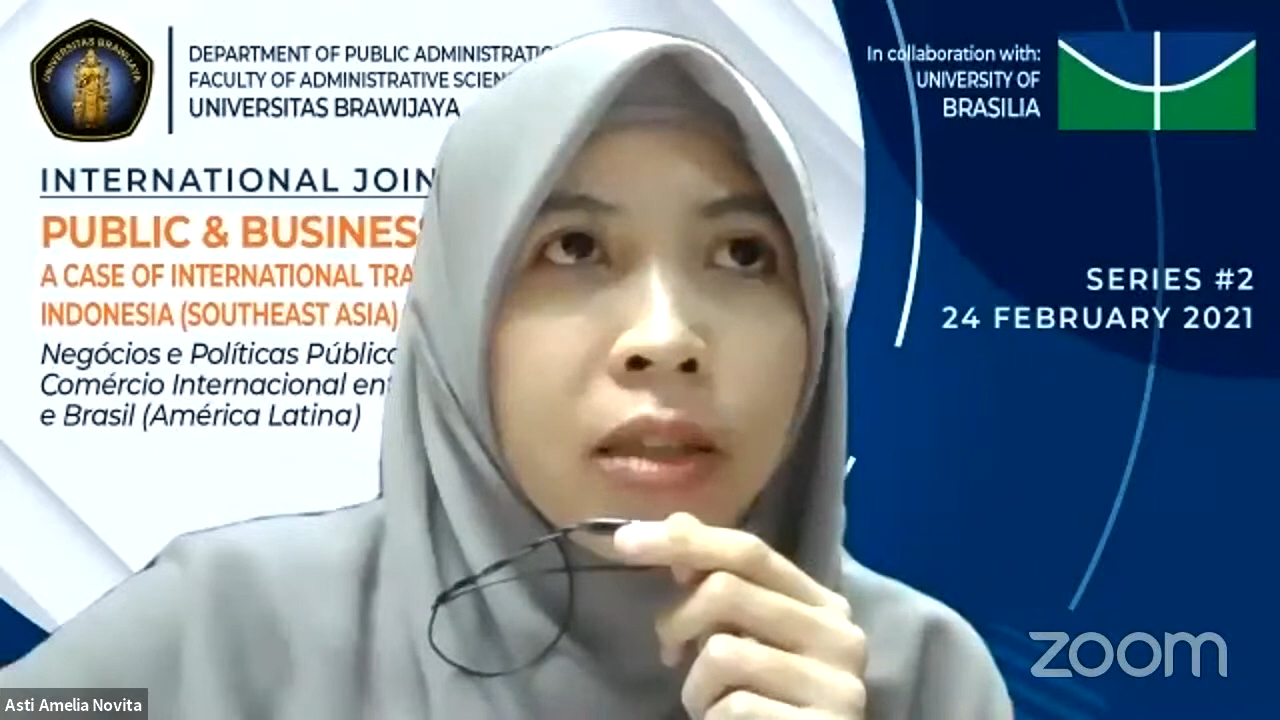 UNIVERSITAS BRAWIJAYA
DEPARTMENT OF PUBLIC ADMINISTRATIO
FACULTY OF ADMINISTRATIVE SCIEN
UNIVERSITAS BRAWIJAYA
In collaboration with:
UNIVERSITY OF
BRASILIA
INTERNATIONAL JOIN
PUBLIC & BUSINES
A CASE OF INTERNATIONAL TRA
INDONESIA (SOUTHEAST ASIA)
Negócios e Políticas Públic
Comércio Internacional en
e Brasil (América Latina)
SERIES #2
24 FEBRUARY 2021
zoom
Asti Amelia Novita